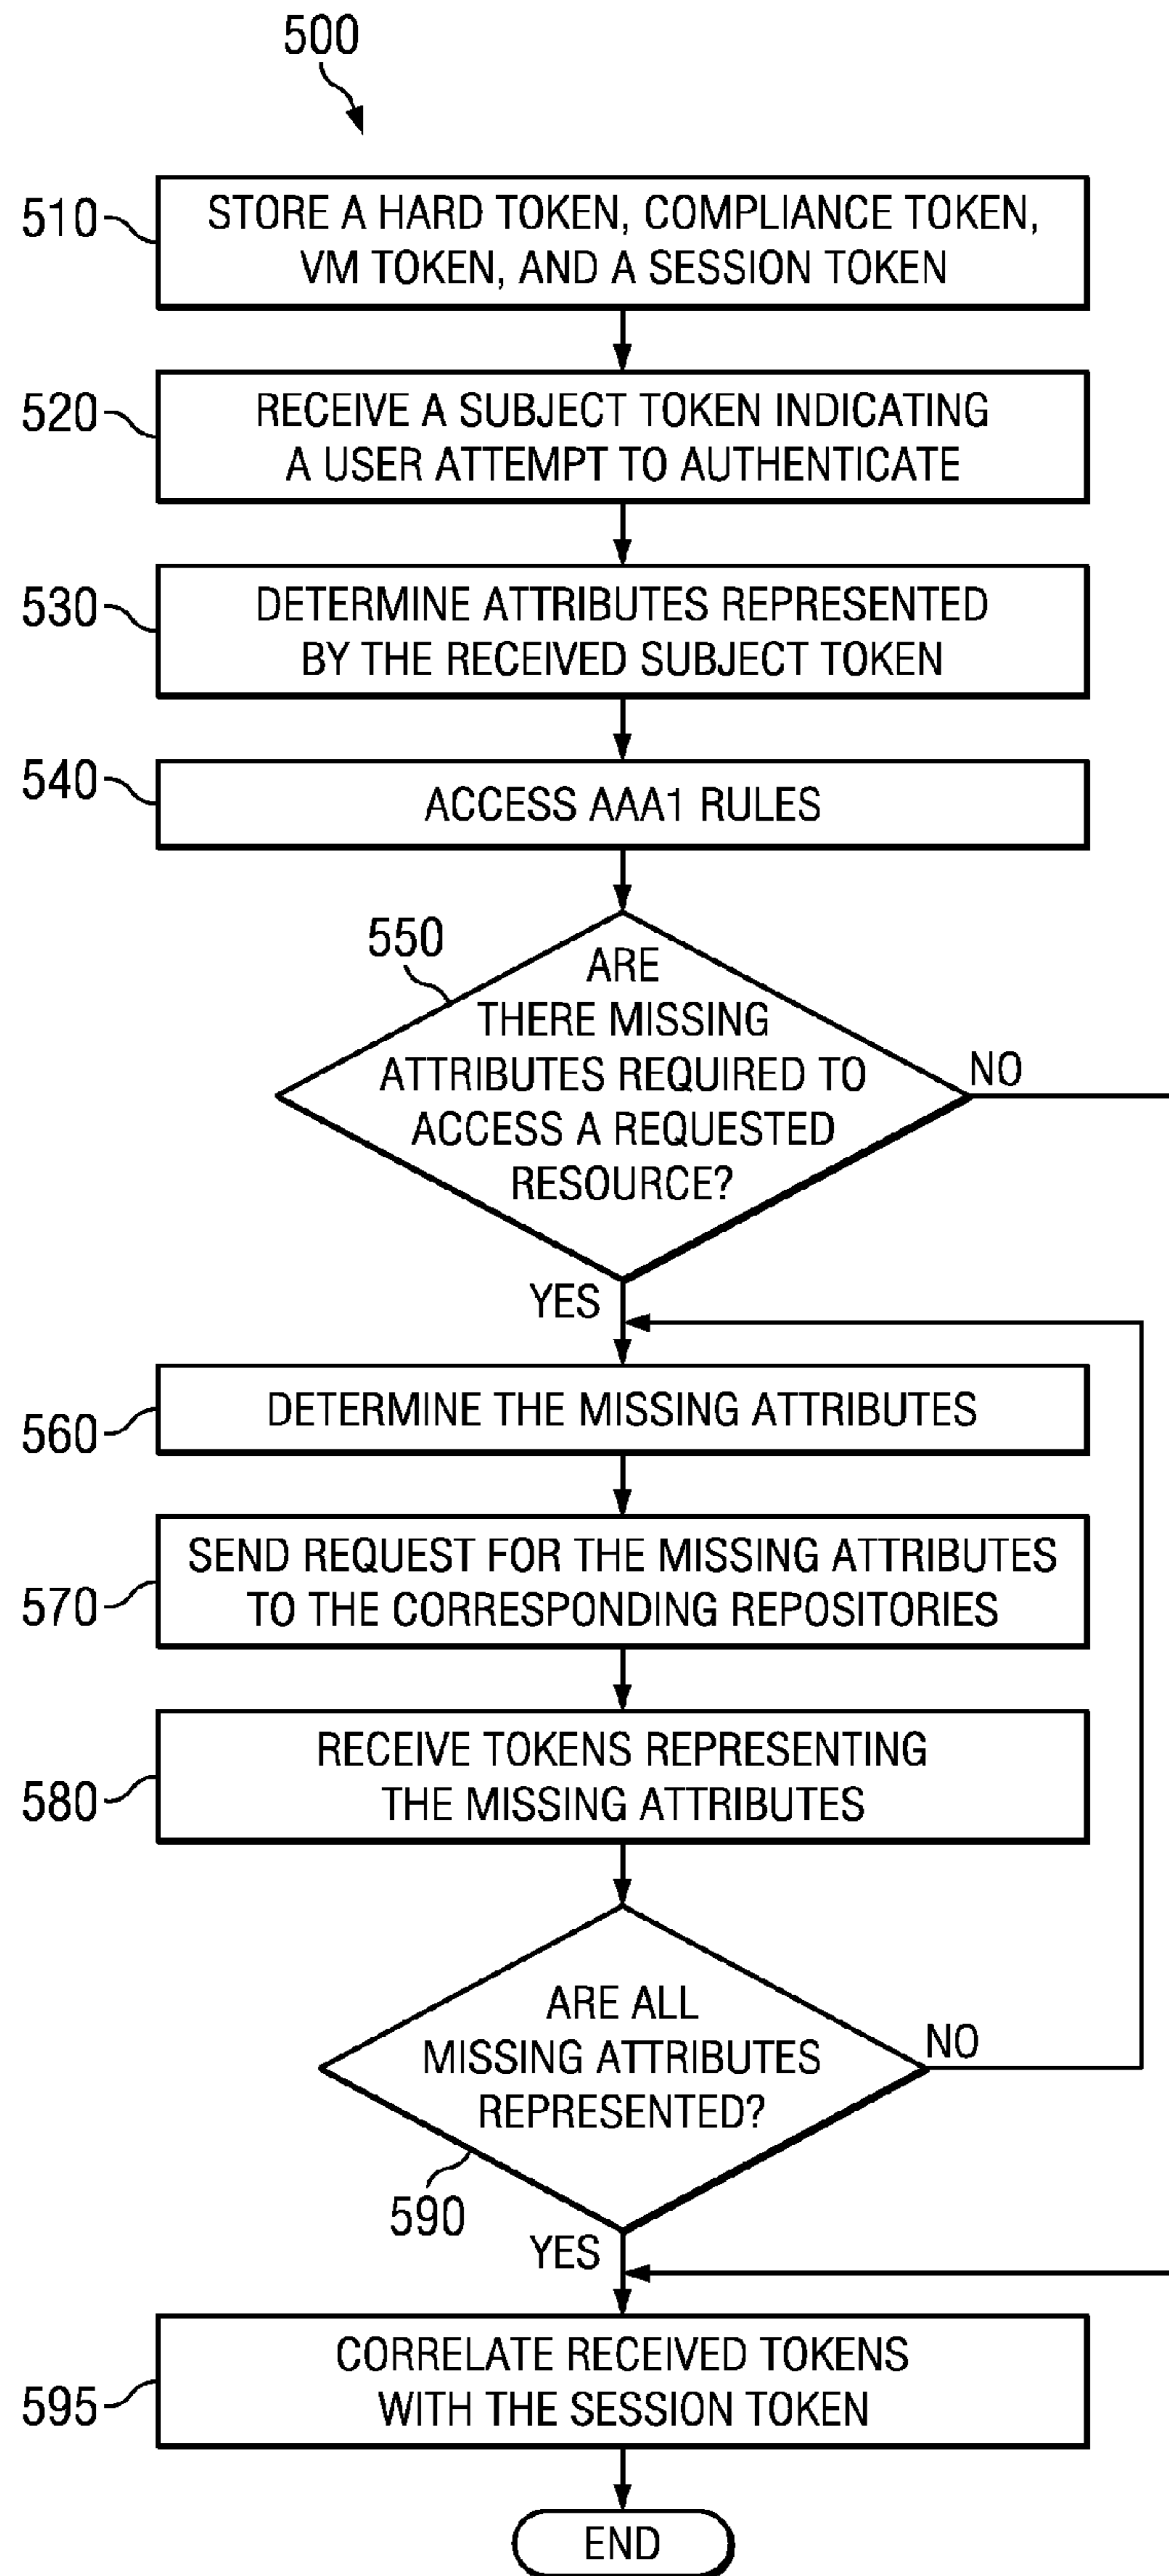 500
510
STORE A HARD TOKEN, COMPLIANCE TOKEN,
VM TOKEN, AND A SESSION TOKEN
520
RECEIVE A SUBJECT TOKEN INDICATING
A USER ATTEMPT TO AUTHENTICATE
530
DETERMINE ATTRIBUTES REPRESENTED
BY THE RECEIVED SUBJECT TOKEN
540
ACCESS AAA1 RULES
550
ARE
THERE MISSING
ATTRIBUTES REQUIRED TO
ACCESS A REQUESTED
RESOURCE?
NO
YES
560
DETERMINE THE MISSING ATTRIBUTES
570
SEND REQUEST FOR THE MISSING ATTRIBUTES
TO THE CORRESPONDING REPOSITORIES
580
RECEIVE TOKENS REPRESENTING
THE MISSING ATTRIBUTES
ARE ALL
MISSING ATTRIBUTES
REPRESENTED?
NO
590
YES
595
CORRELATE RECEIVED TOKENS
WITH THE SESSION TOKEN
END